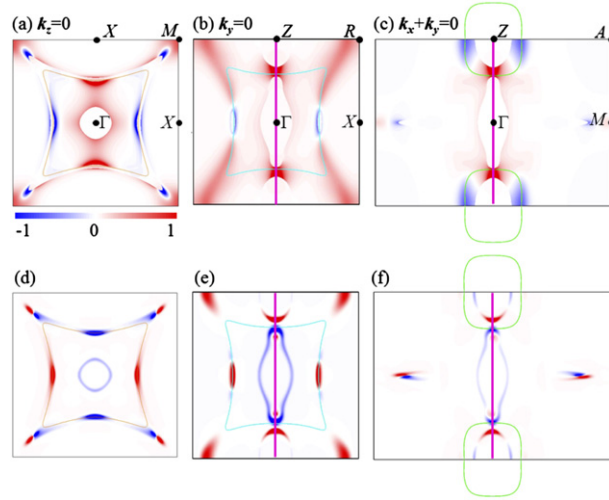 (a) kz=0 X M
(b) ky=0 Z R
(c) kx+ky=0 Z A
Γ X
Γ X
Γ M
-1 0 1
(d)
(e)
(f)